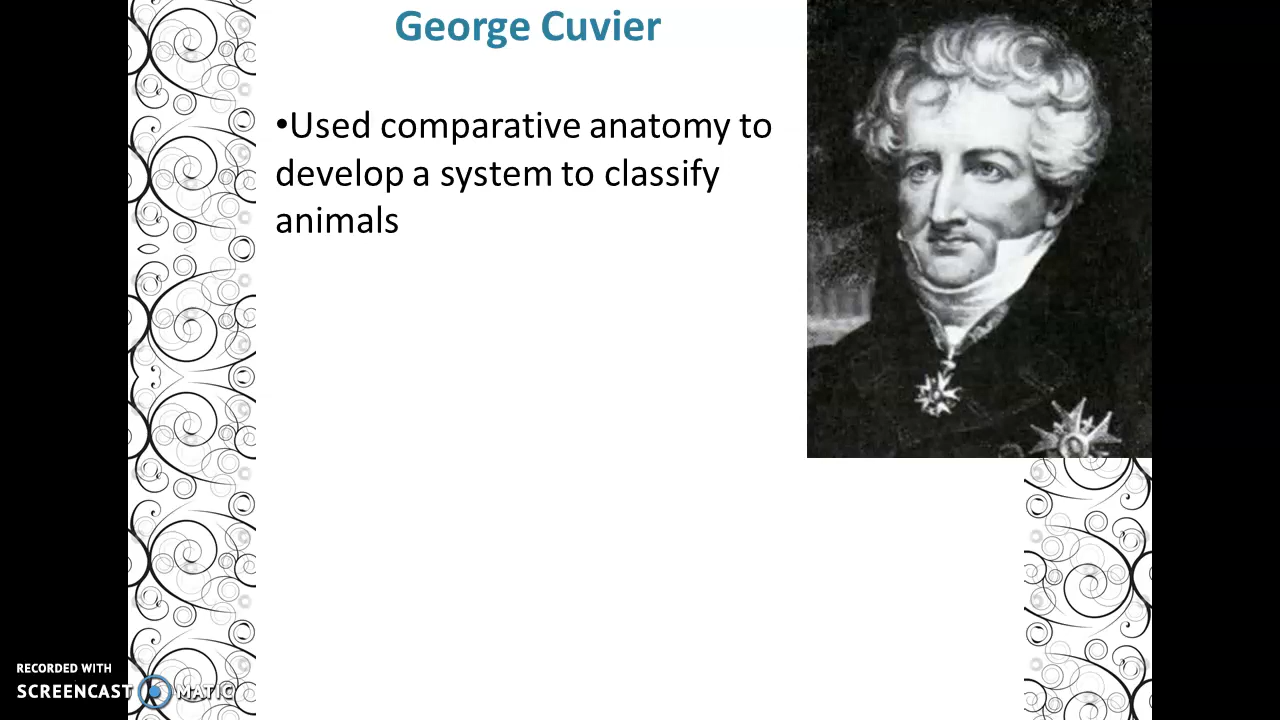 George Cuvier
•Used comparative anatomy to
develop a system to classify
animals
RECORDED WITH
SCREENCAST MATIC